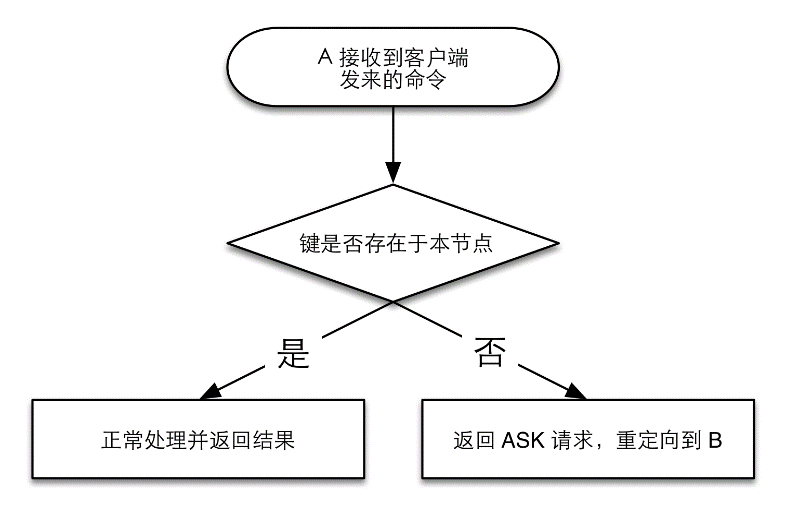 A 接收到客户端
发来的命令
键是否存在于本节点
是
否
正常处理并返回结果
返回 ASK 请求，重定向到 B